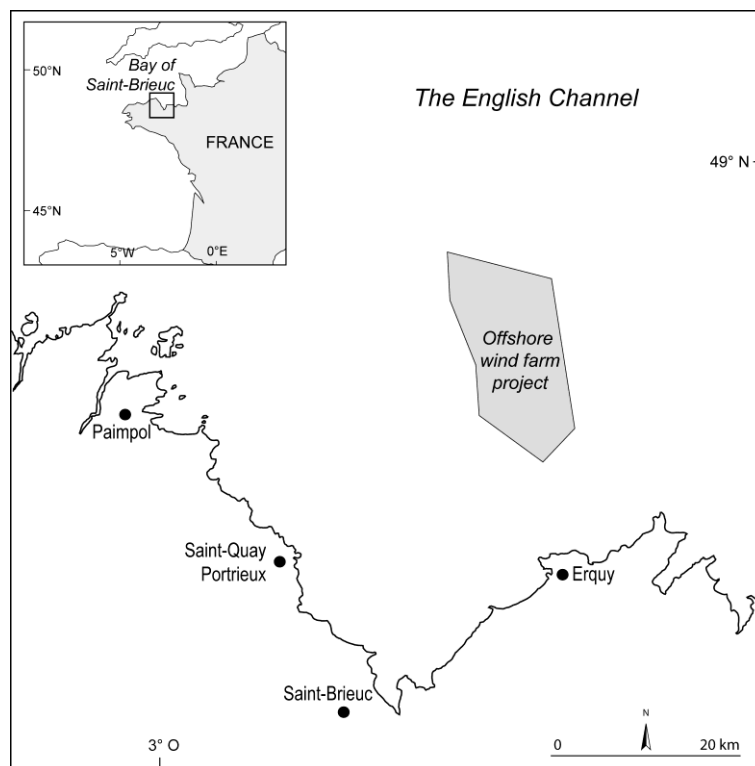 50°N
Bay of
Saint-Brieuc
FRANCE
45°N
5°W
0°E
The English Channel
49° N
Offshore
wind farm
project
Paimpol
Saint-Quay
Portrieux
Erquy
Saint-Brieuc
3° O
N
0
20 km